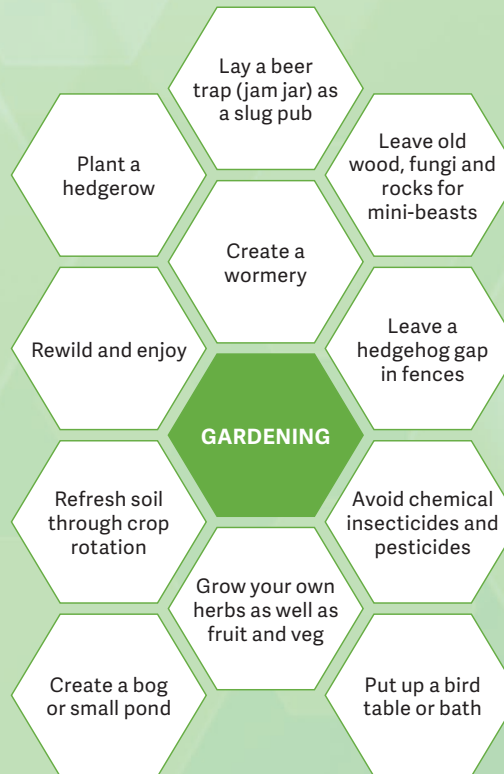 Lay a beer
trap (jam jar) as
a slug pub
Plant a
hedgerow
Leave old
wood, fungi and
rocks for
mini-beasts
Create a
wormery
Rewild and enjoy
Leave a
hedgehog gap
in fences
GARDENING
Refresh soil
through crop
rotation
Avoid chemical
insecticides and
pesticides
Grow your own
herbs as well as
fruit and veg
Create a bog
or small pond
Put up a bird
table or bath